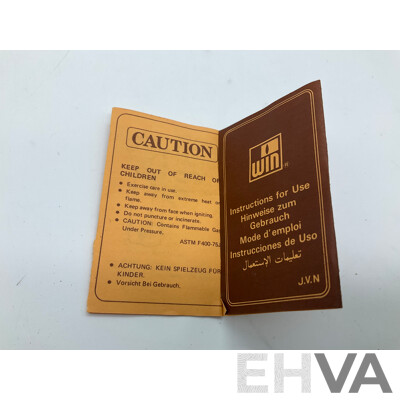 CAUTION
KEEP OUT OF REACH OF
CHILDREN
● Exercise care in use.
● Keep away from extreme heat or
flame.
● Keep away from face when igniting.
● Do not puncture or incinerate.
● CAUTION: Contains Flammable Gas
Under Pressure.
ASTM F400-75
● ACHTUNG: KEIN SPIELZEUG FÜR
KINDER.
● Vorsicht Bei Gebrauch.
WIN®
Instructions for Use
Hinweise zum
Gebrauch
Mode d'emploi
Instrucciones de Uso
تعليمات الإستعمال
J.V.N
EHVA